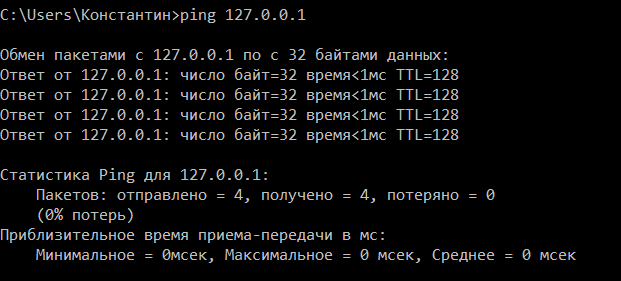 C:\Users\Константин>ping 127.0.0.1
Обмен пакетами с 127.0.0.1 по с 32 байтами данных:
Ответ от 127.0.0.1: число байт=32 время<1мс TTL=128
Ответ от 127.0.0.1: число байт=32 время<1мс TTL=128
Ответ от 127.0.0.1: число байт=32 время<1мс TTL=128
Ответ от 127.0.0.1: число байт=32 время<1мс TTL=128
Статистика Ping для 127.0.0.1:
Пакетов: отправлено = 4, получено = 4, потеряно = 0
(0% потерь)
Приблизительное время приема-передачи в мс:
Минимальное = 0мсек, Максимальное = 0 мсек, Среднее = 0 мсек